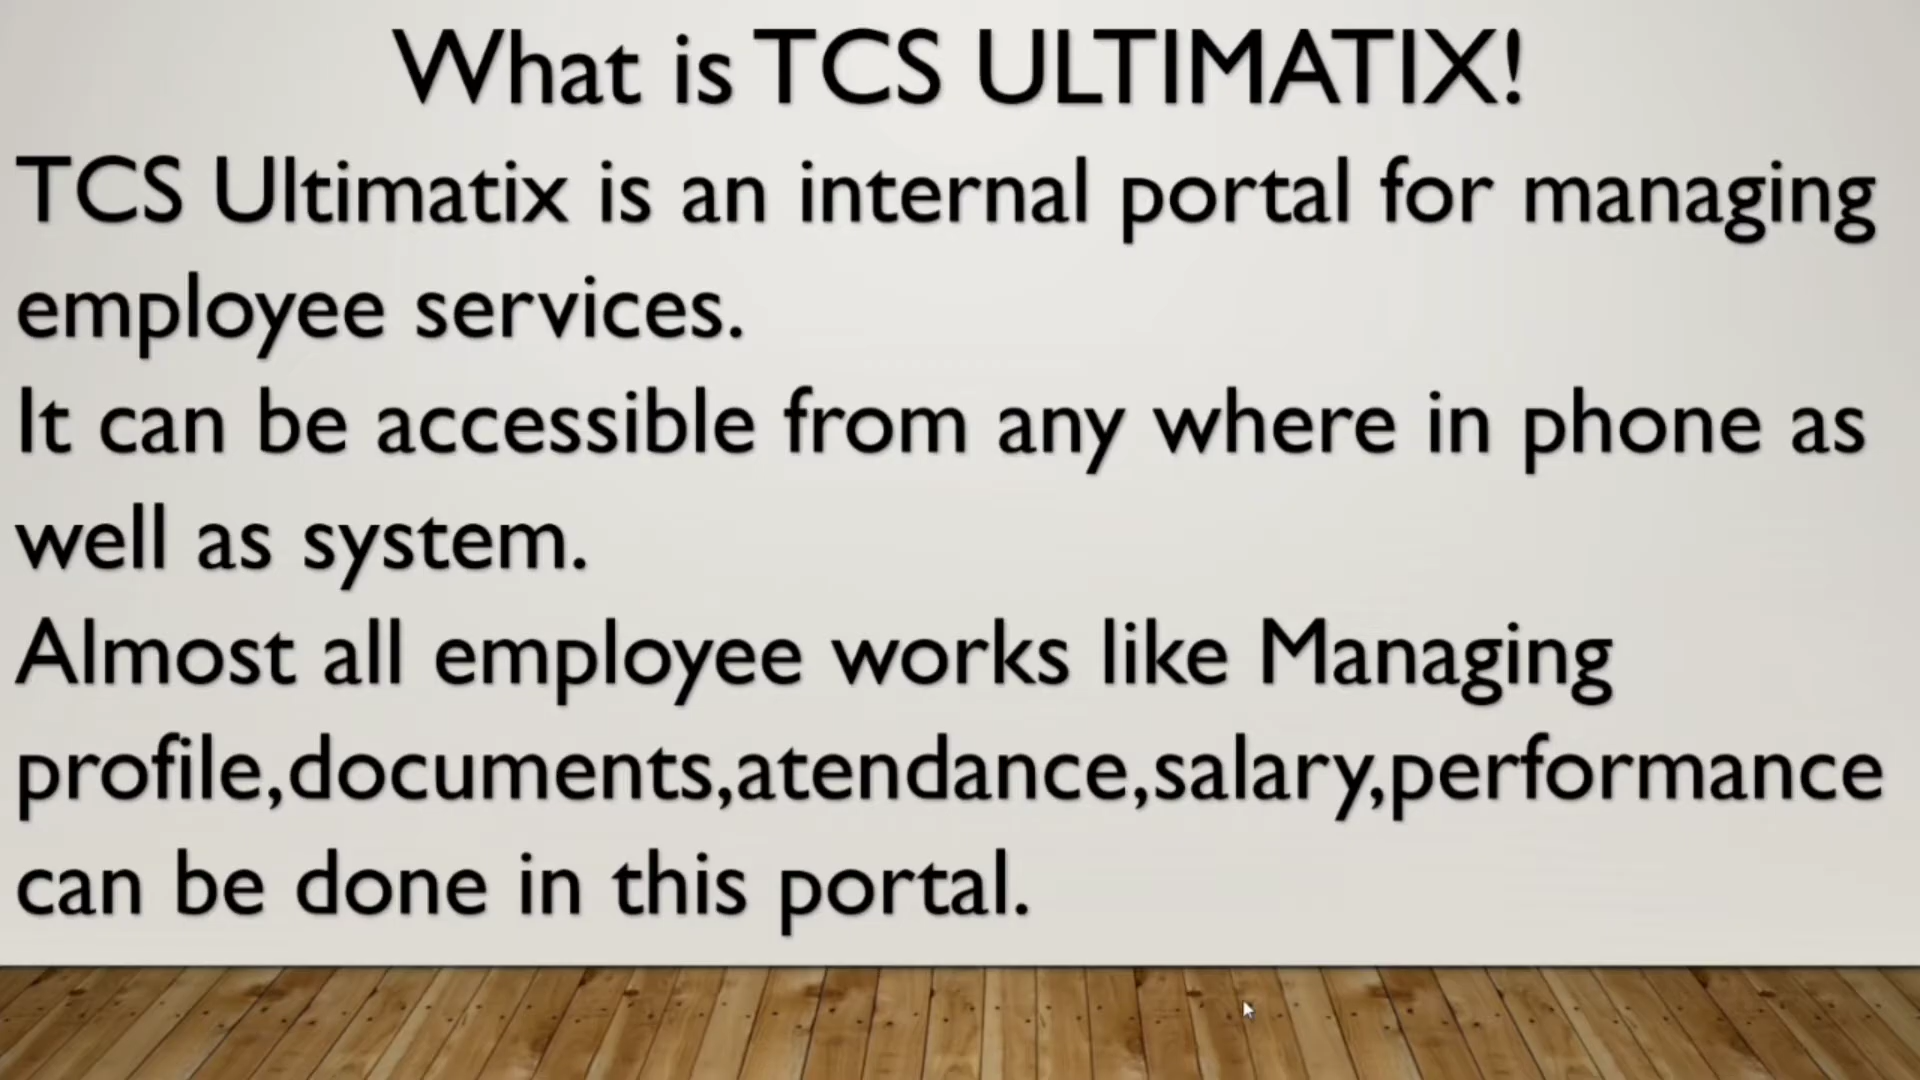 What is TCS ULTIMATIX!
TCS Ultimatix is an internal portal for managing
employee services.
It can be accessible from any where in phone as
well as system.
Almost all employee works like Managing
profile,documents,atendance,salary,performance
can be done in this portal.